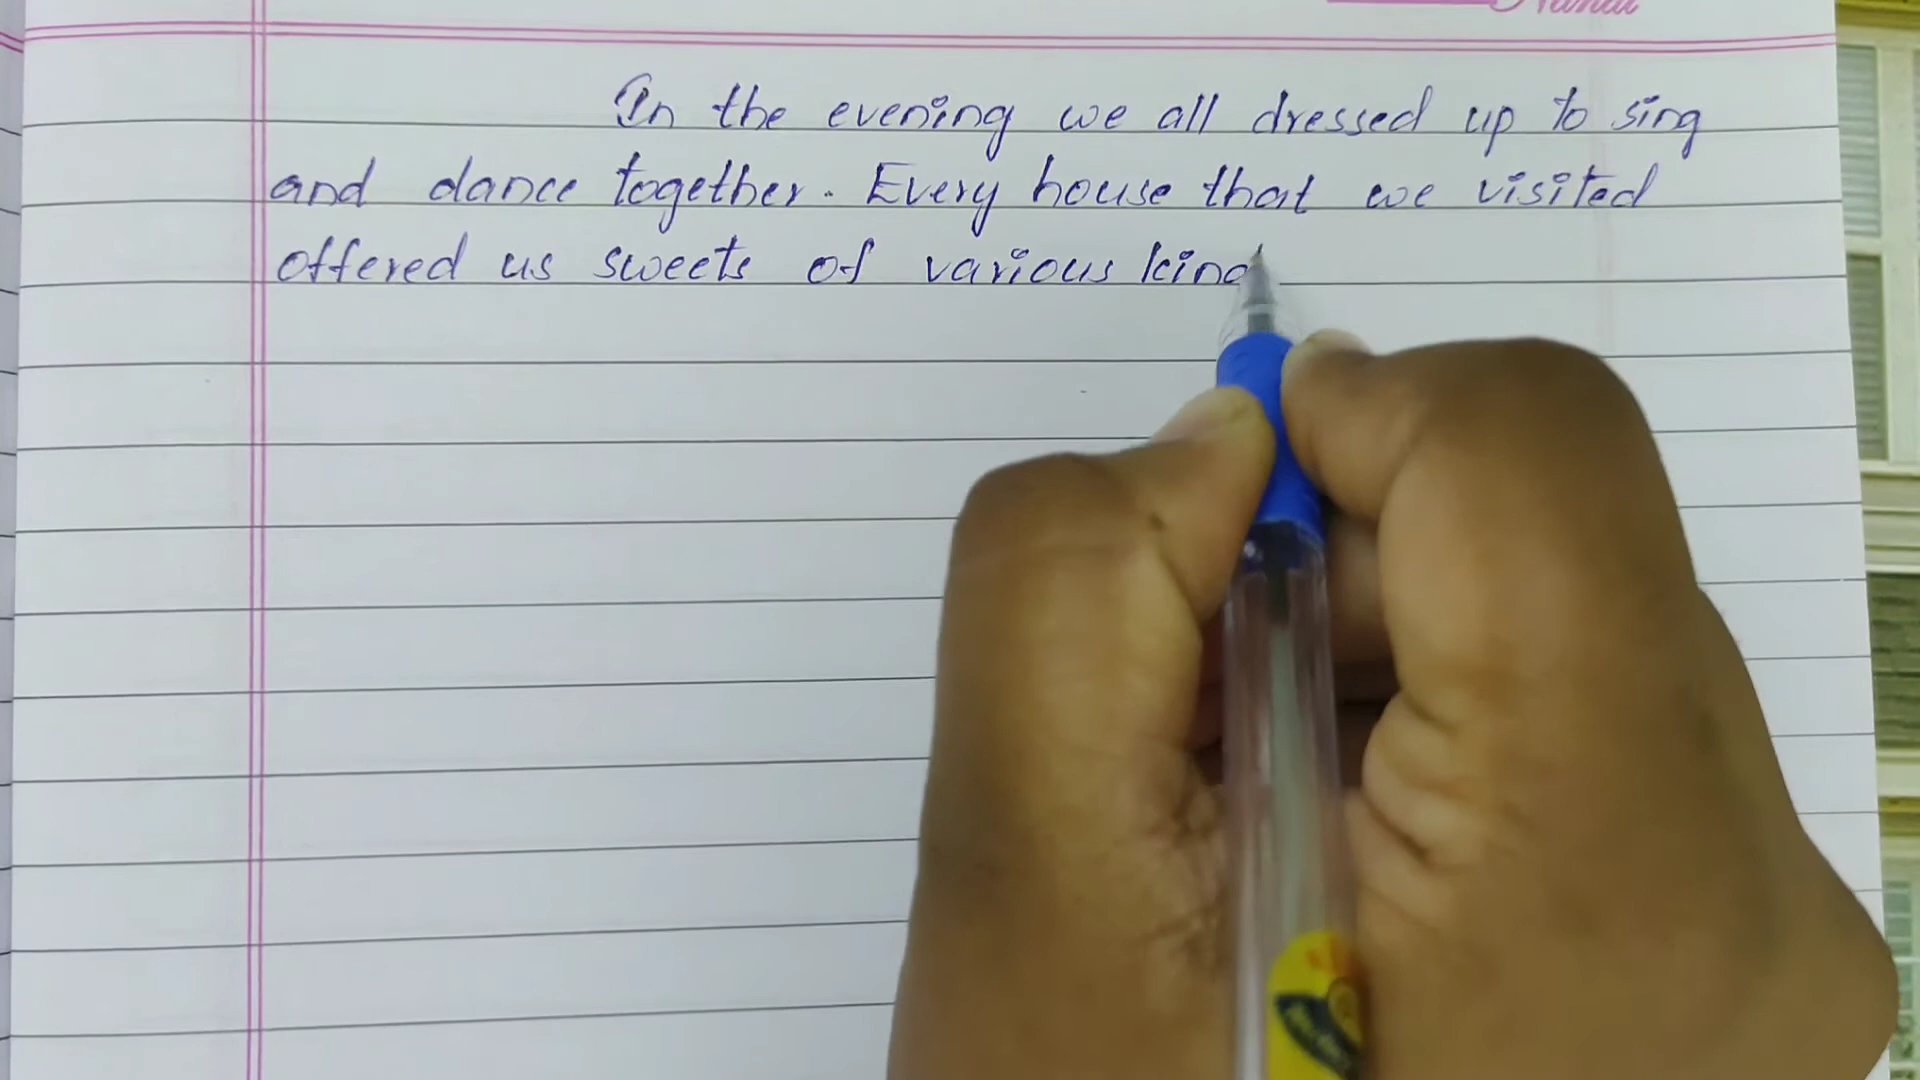 In the evening we all dressed up to sing
and dance together. Every house that we visited
offered us sweets of various kind